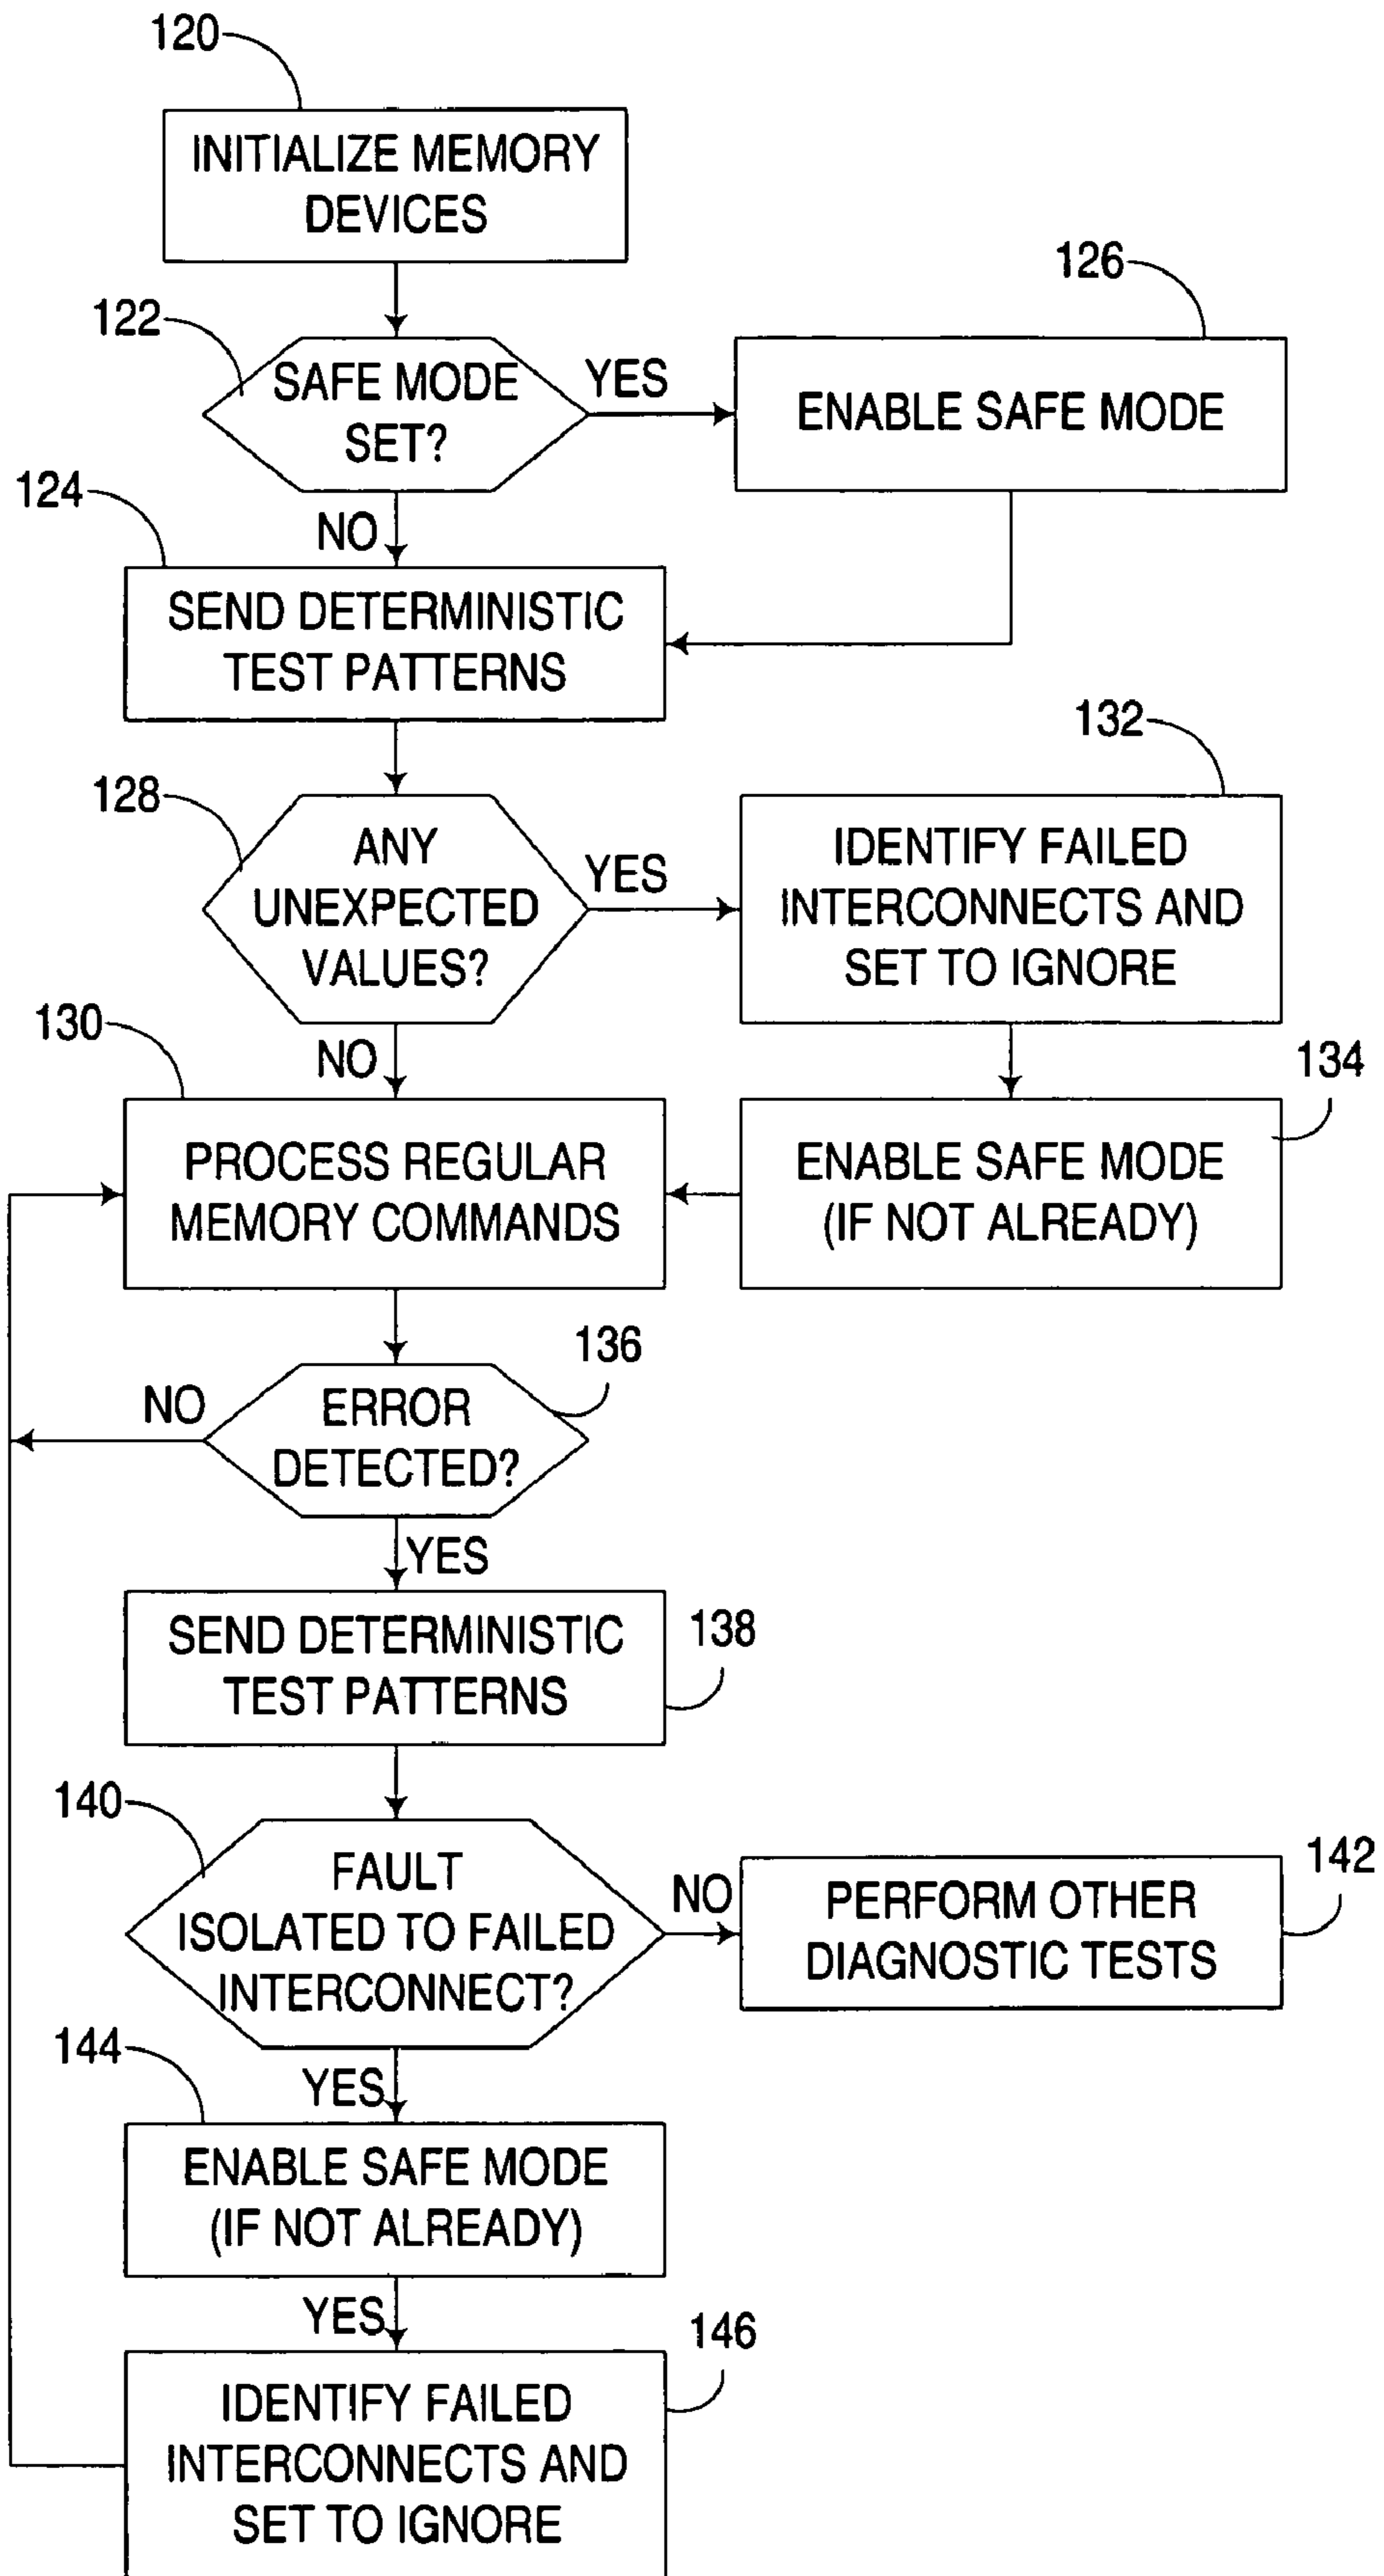 120
INITIALIZE MEMORY
DEVICES
126
122
SAFE MODE
SET?
YES
ENABLE SAFE MODE
124
NO
SEND DETERMINISTIC
TEST PATTERNS
132
128
ANY
UNEXPECTED
VALUES?
YES
IDENTIFY FAILED
INTERCONNECTS AND
SET TO IGNORE
130
NO
134
PROCESS REGULAR
MEMORY COMMANDS
ENABLE SAFE MODE
(IF NOT ALREADY)
136
NO
ERROR
DETECTED?
YES
SEND DETERMINISTIC
TEST PATTERNS
138
140
FAULT
ISOLATED TO FAILED
INTERCONNECT?
NO
PERFORM OTHER
DIAGNOSTIC TESTS
142
144
YES
ENABLE SAFE MODE
(IF NOT ALREADY)
YES
146
IDENTIFY FAILED
INTERCONNECTS AND
SET TO IGNORE